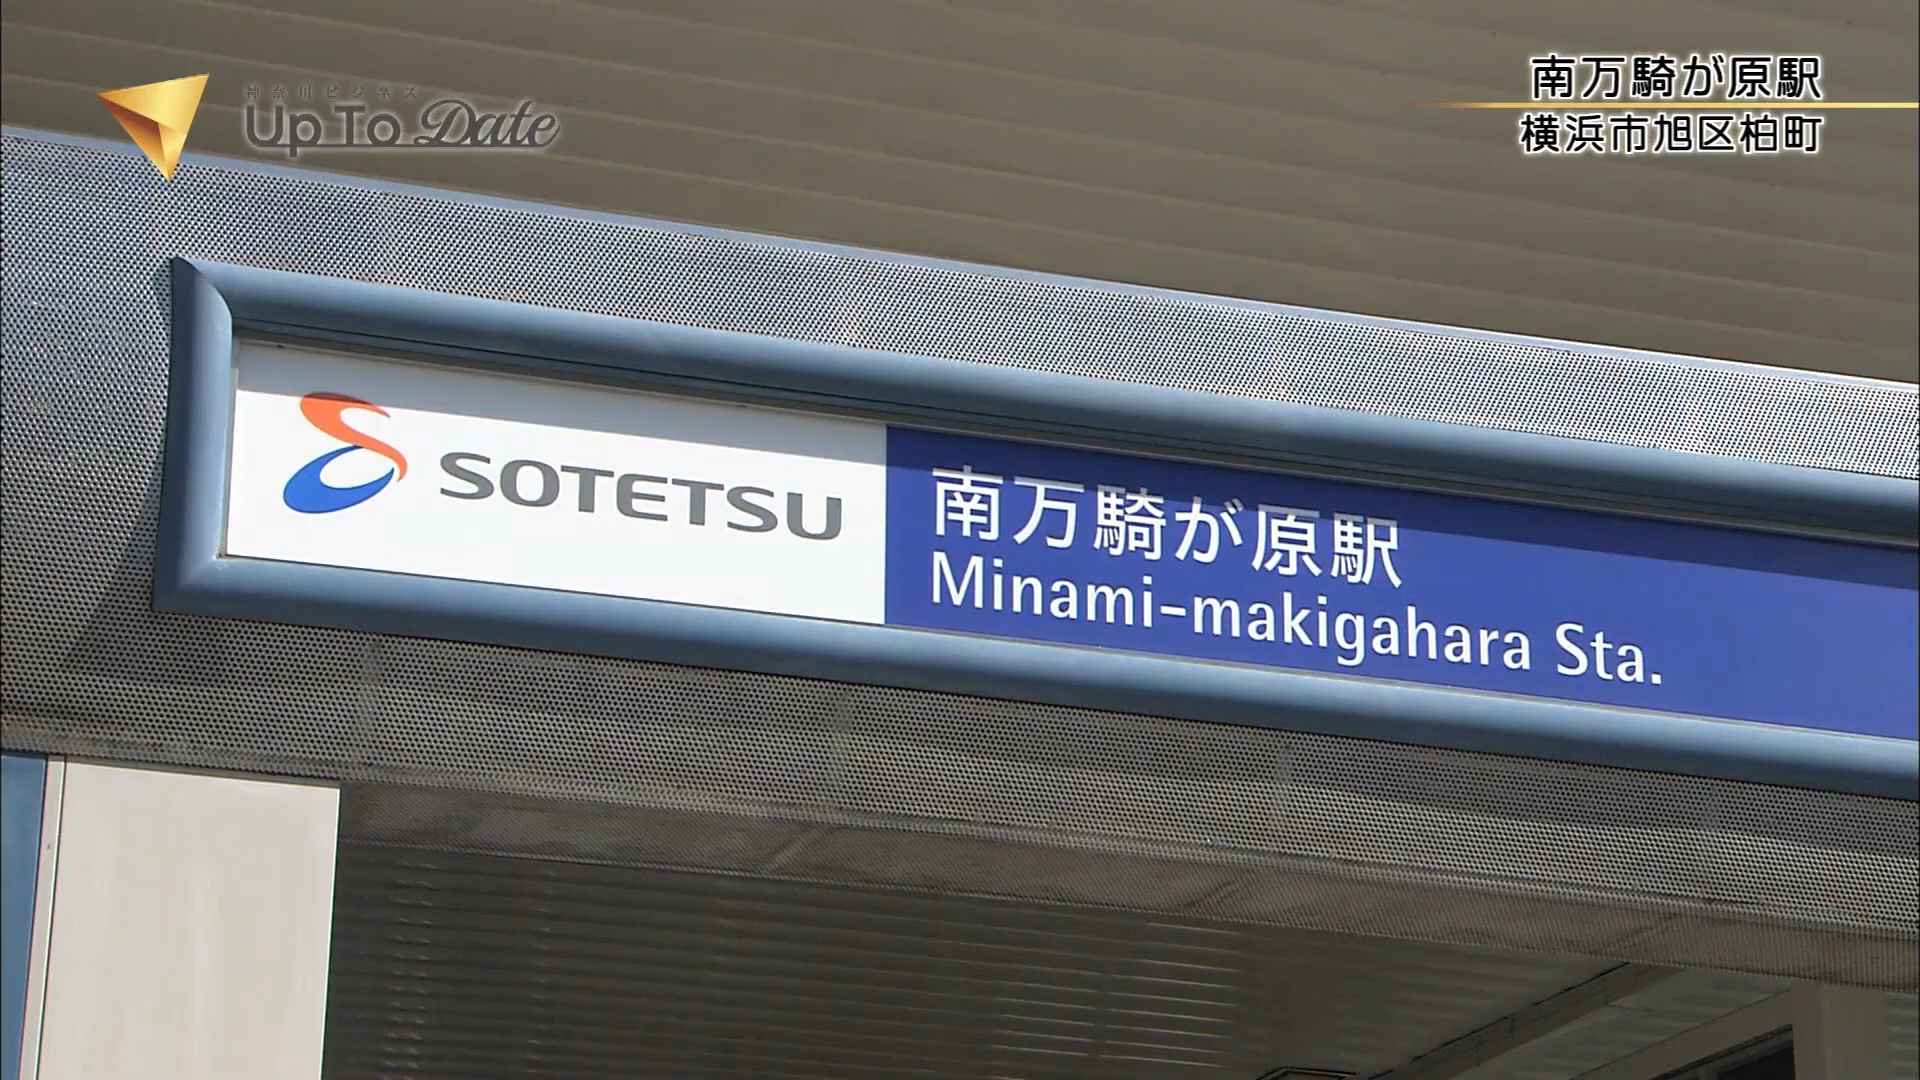 神奈川ビジネス
Up To Date
南万騎が原駅
横浜市旭区柏町
SOTETSU
南万騎が原駅
Minami-makigahara Sta.